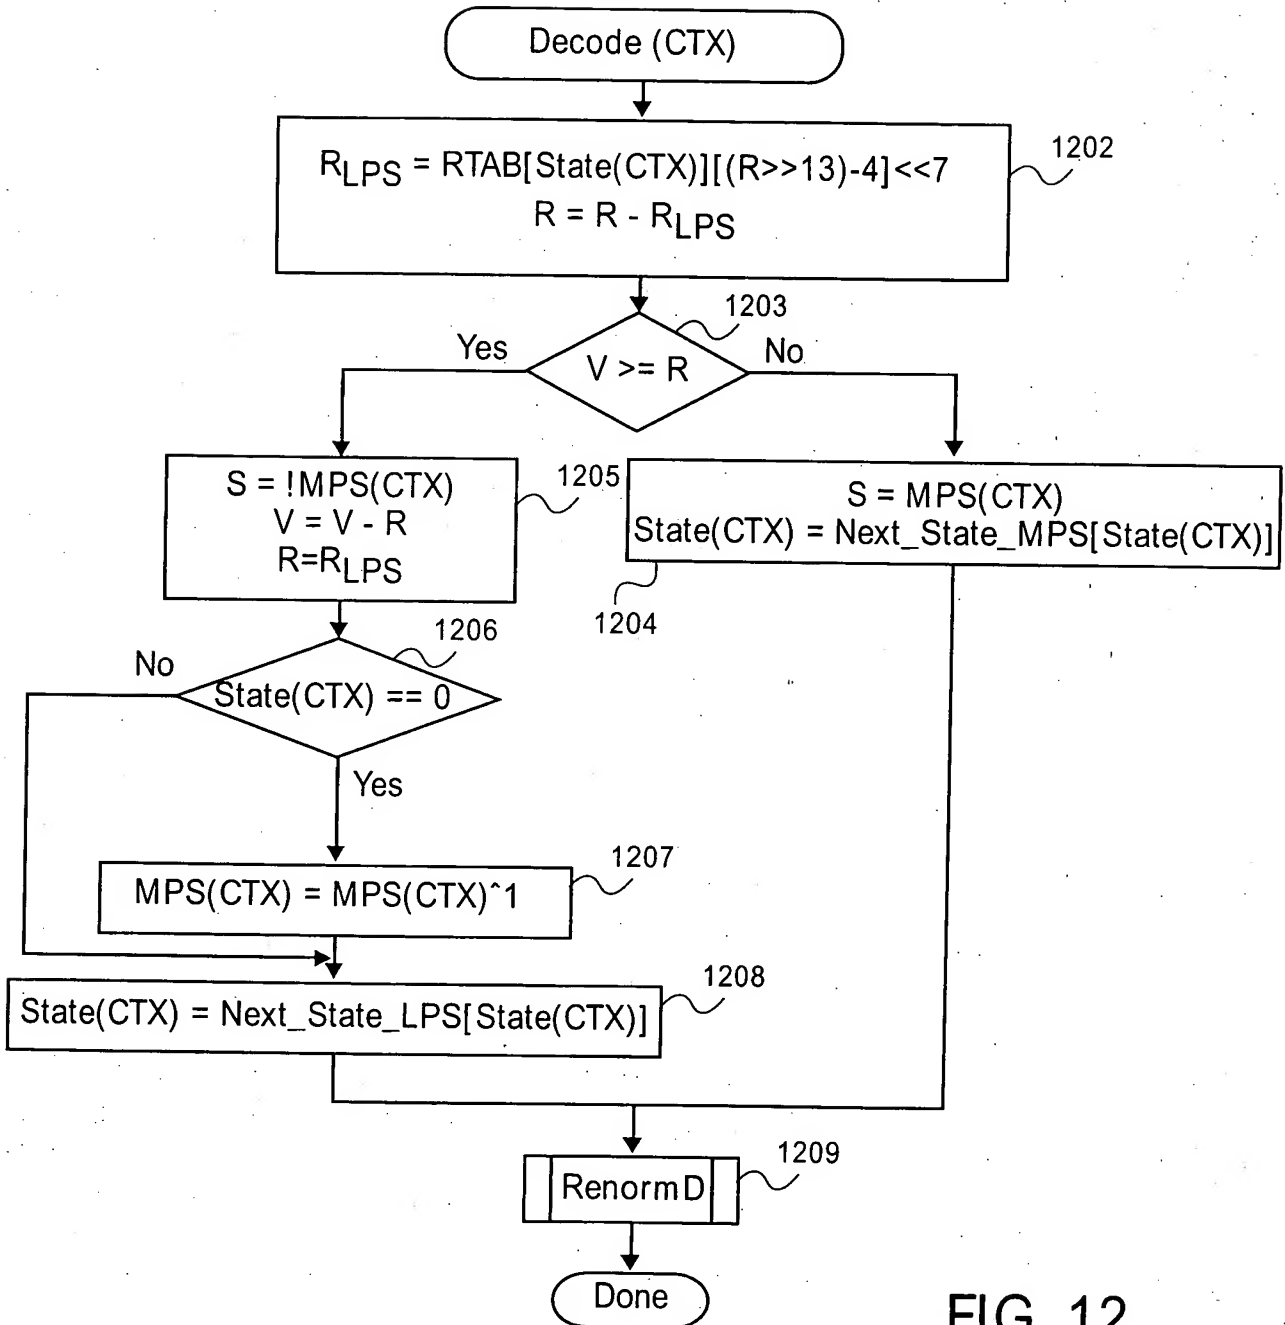 Decode (CTX)
RLPS = RTAB[State(CTX)][(R>>13)-4]<<7
R = R - RLPS
1202
1203
Yes
V >= R
No
S = !MPS(CTX)
V = V - R
R=RLPS
1205
S = MPS(CTX)
State(CTX) = Next_State_MPS[State(CTX)]
1204
1206
No
State(CTX) == 0
Yes
1207
MPS(CTX) = MPS(CTX)^1
1208
State(CTX) = Next_State_LPS[State(CTX)]
1209
RenormD
Done
FIG. 12